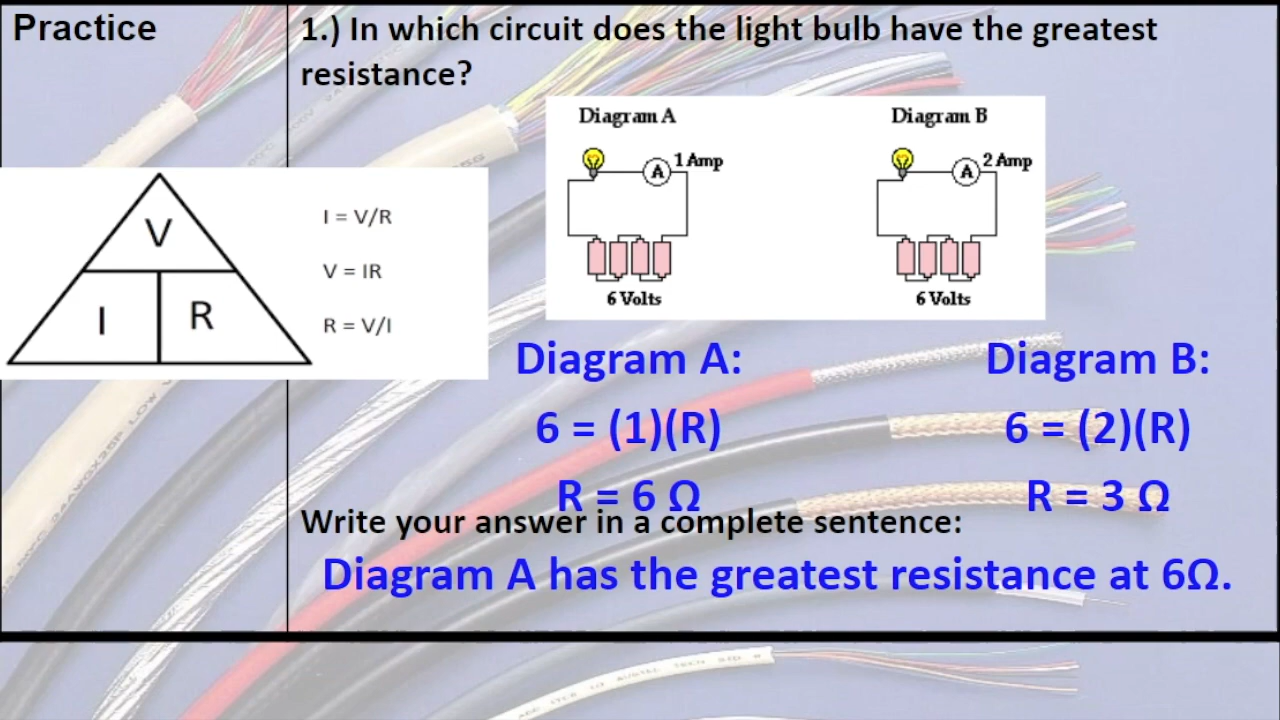 Practice
1.) In which circuit does the light bulb have the greatest
resistance?
Diagram A
A
1 Amp
6 Volts
Diagram B
A
2 Amp
6 Volts
V
I
R
I = V/R
V = IR
R = V/I
Diagram A:
6 = (1)(R)
R = 6 Ω
Diagram B:
6 = (2)(R)
R = 3 Ω
Write your answer in a complete sentence:
Diagram A has the greatest resistance at 6Ω.